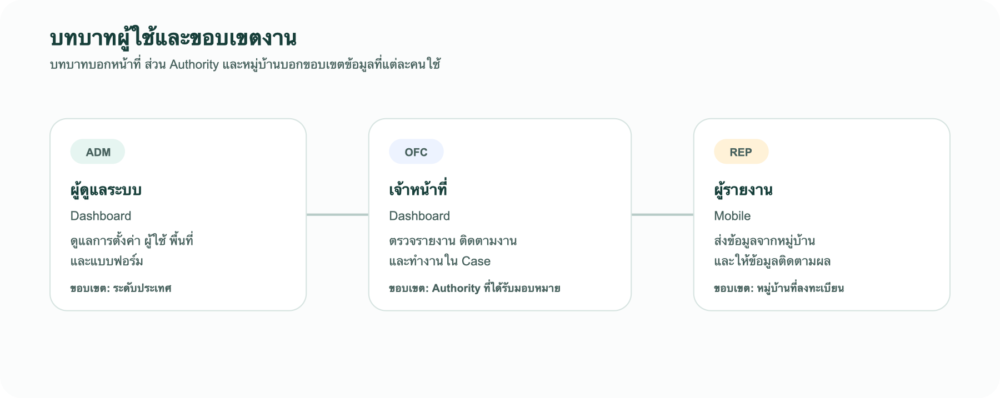 บทบาทผู้ใช้และขอบเขตงาน
บทบาทบอกหน้าที่ ส่วน Authority และหมู่บ้านบอกขอบเขตข้อมูลที่แต่ละคนใช้
ADM
ผู้ดูแลระบบ
Dashboard
ดูแลการตั้งค่า ผู้ใช้ พื้นที่
และแบบฟอร์ม
ขอบเขต: ระดับประเทศ
OFC
เจ้าหน้าที่
Dashboard
ตรวจรายงาน ติดตามงาน
และทำงานใน Case
ขอบเขต: Authority ที่ได้รับมอบหมาย
REP
ผู้รายงาน
Mobile
ส่งข้อมูลจากหมู่บ้าน
และให้ข้อมูลติดตามผล
ขอบเขต: หมู่บ้านที่ลงทะเบียน